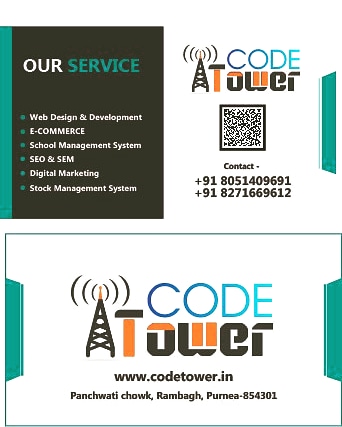 OUR SERVICE
Web Design & Development
E-COMMERCE
School Management System
SEO & SEM
Digital Marketing
Stock Management System
CODE
Tower
Contact -
+91 8051409691
+91 8271669612
CODE
Tower
www.codetower.in
Panchwati chowk, Rambagh, Purnea-854301